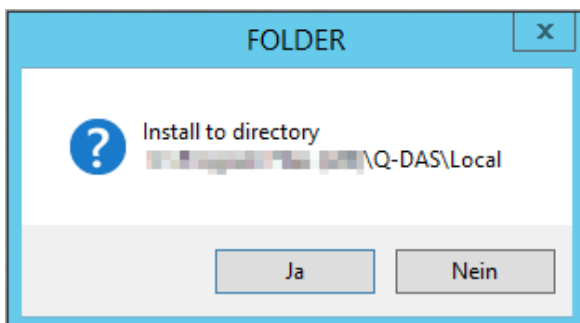 FOLDER
x
?
Install to directory
\Q-DAS\Local
Ja
Nein